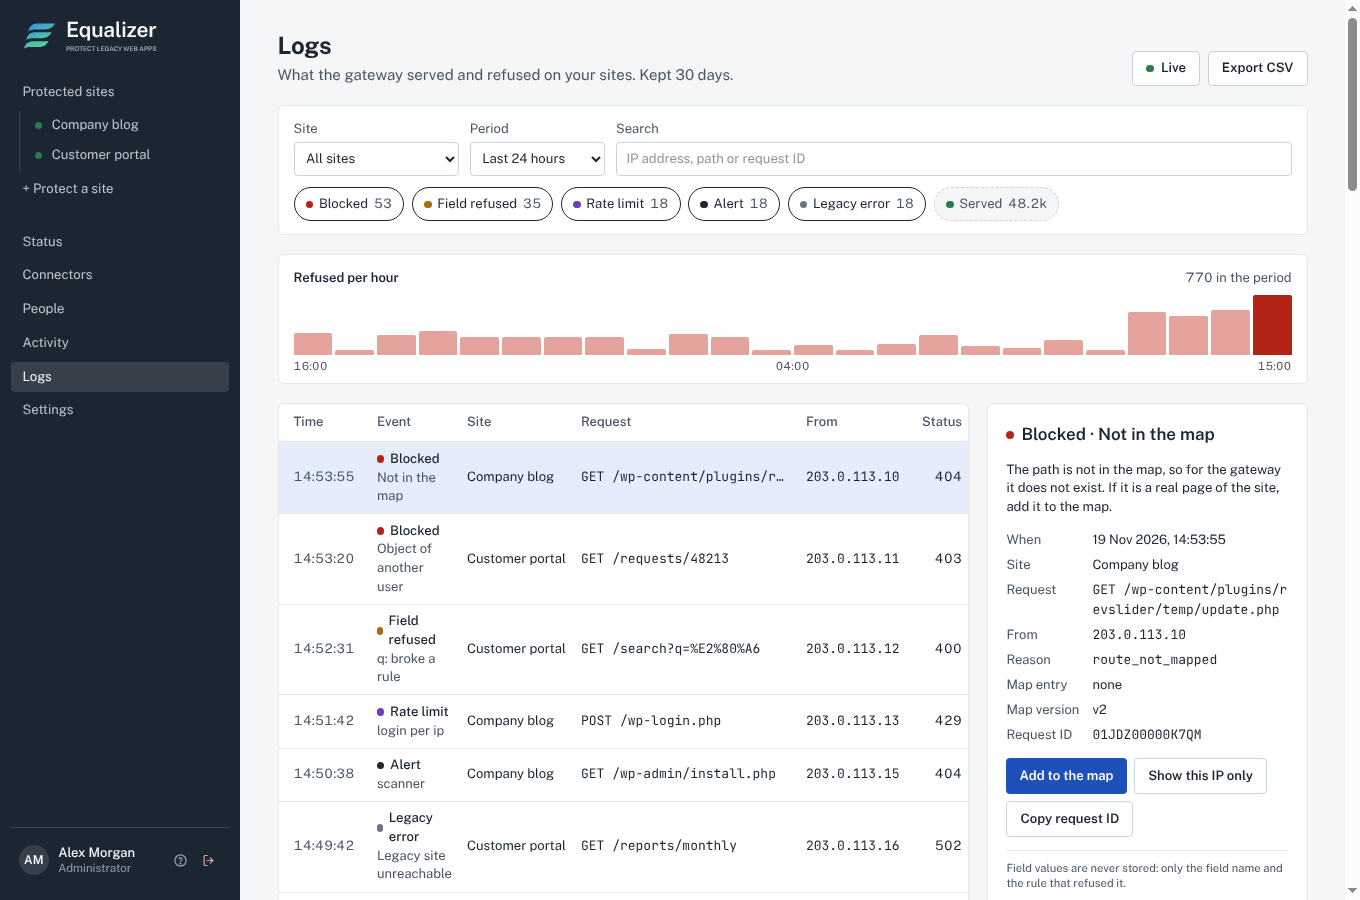 Equalizer
PROTECT LEGACY WEB APPS
Protected sites
Company blog
Customer portal
+ Protect a site
Status
Connectors
People
Activity
Logs
Settings
AM
Alex Morgan
Administrator
Logs
What the gateway served and refused on your sites. Kept 30 days.
Live
Export CSV
Site
Period
Search
All sites
Last 24 hours
IP address, path or request ID
Blocked 53
Field refused 35
Rate limit 18
Alert 18
Legacy error 18
Served 48.2k
Refused per hour
770 in the period
16:00
04:00
15:00
Time Event Site Request From Status
14:53:55 Blocked Not in the map Company blog GET /wp-content/plugins/r… 203.0.113.10 404
14:53:20 Blocked Object of another user Customer portal GET /requests/48213 203.0.113.11 403
14:52:31 Field refused q: broke a rule Customer portal GET /search?q=%E2%80%A6 203.0.113.12 400
14:51:42 Rate limit login per ip Company blog POST /wp-login.php 203.0.113.13 429
14:50:38 Alert scanner Company blog GET /wp-admin/install.php 203.0.113.15 404
14:49:42 Legacy error Legacy site unreachable Customer portal GET /reports/monthly 203.0.113.16 502
Blocked · Not in the map
The path is not in the map, so for the gateway
it does not exist. If it is a real page of the site,
add it to the map.
When 19 Nov 2026, 14:53:55
Site Company blog
Request GET /wp-content/plugins/r
evslider/temp/update.php
From 203.0.113.10
Reason route_not_mapped
Map entry none
Map version v2
Request ID 01JDZ00000K7QM
Add to the map
Show this IP only
Copy request ID
Field values are never stored: only the field name and
the rule that refused it.